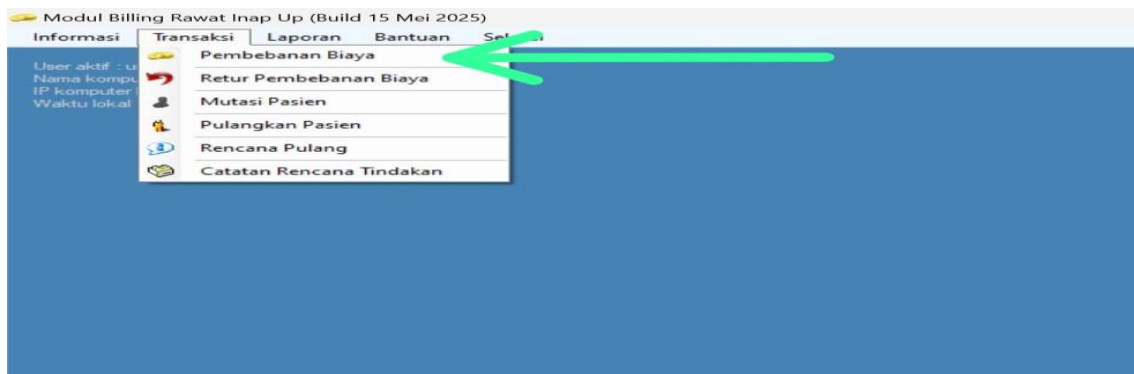 Modul Billing Rawat Inap Up (Build 15 Mei 2025)
Informasi Transaksi Laporan Bantuan
Pembebanan Biaya
User aktif :
Retur Pembebanan Biaya
Nama
IP komputer
Mutasi Pasien
Waktu lokal
Pulangkan Pasien
Rencana Pulang
Catatan Rencana Tindakan